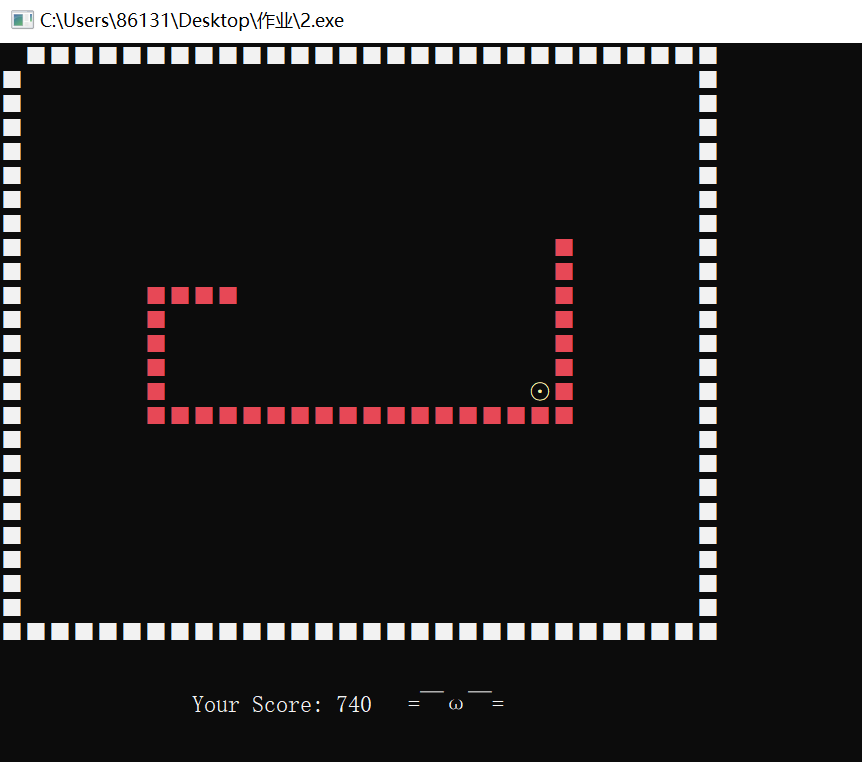 C:\Users\86131\Desktop\作业\2.exe
Your Score: 740 =￣ω￣=